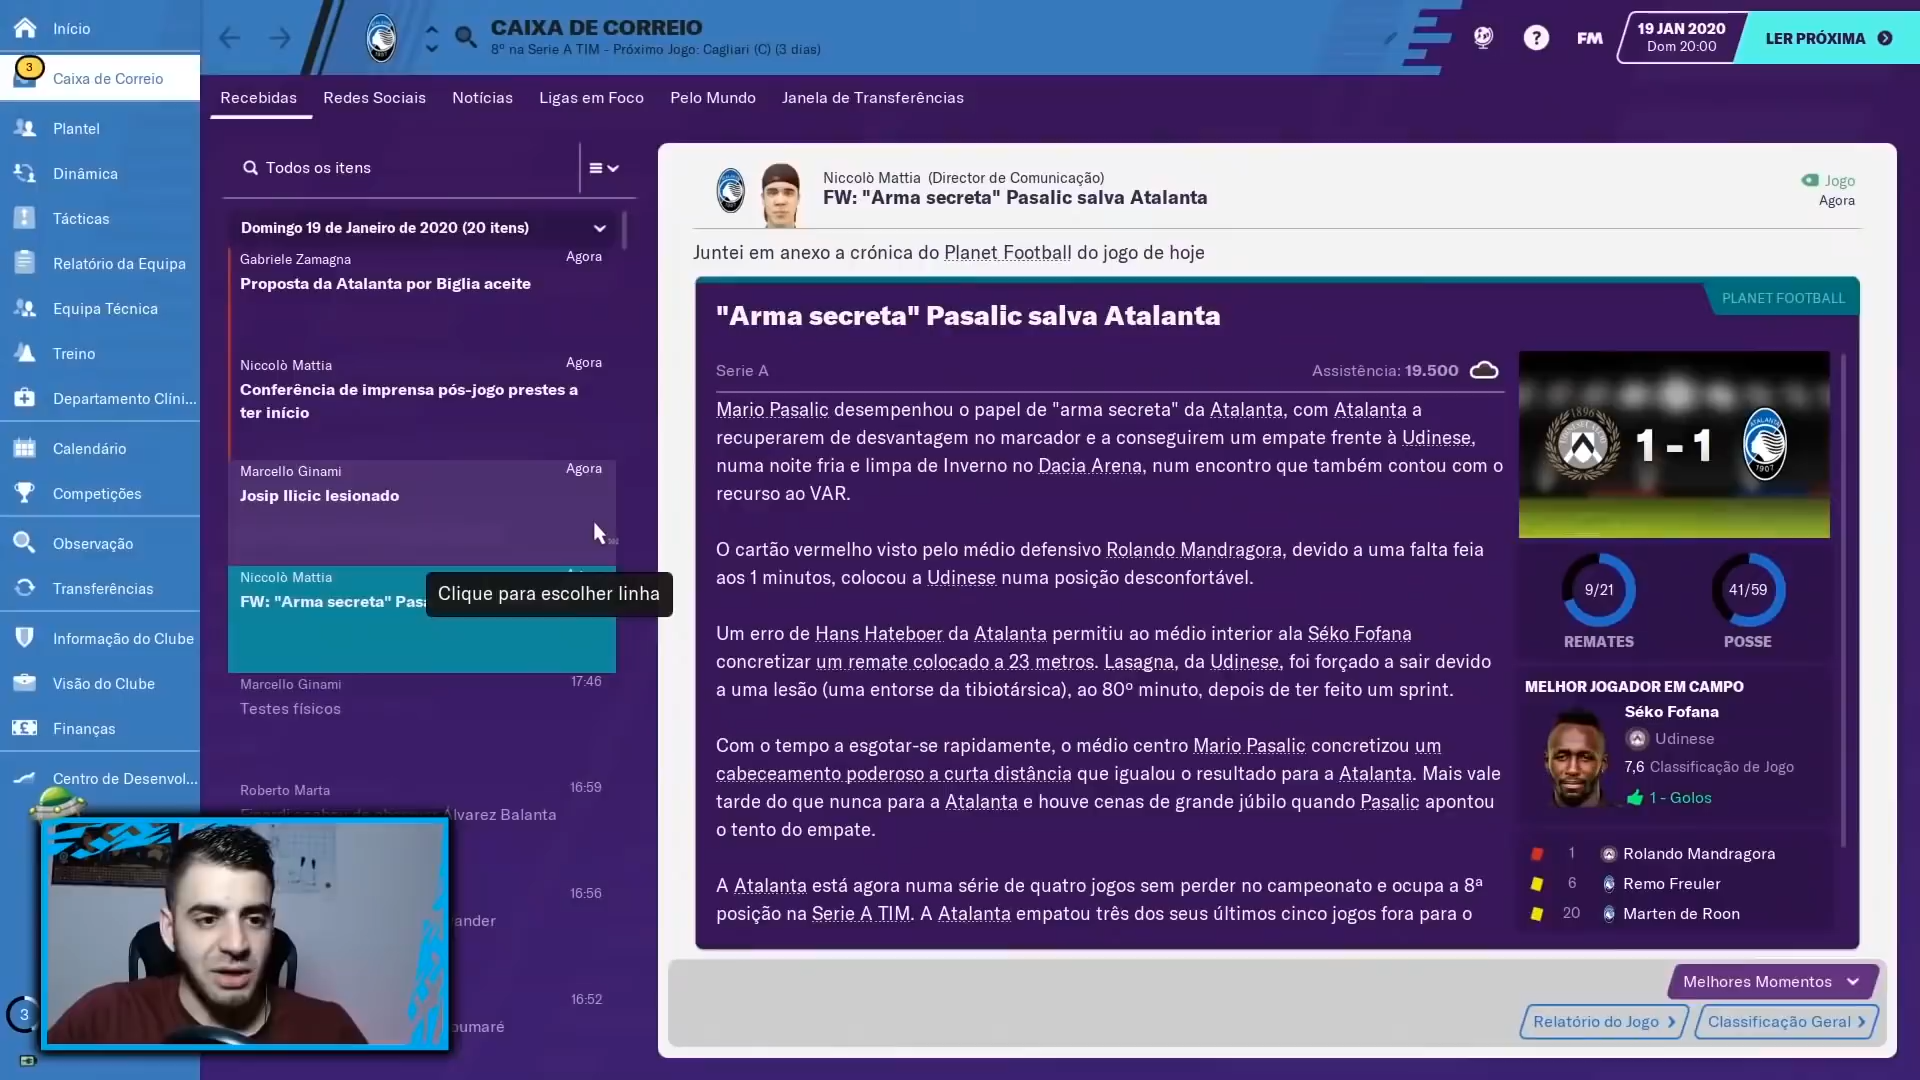 Início
3
Caixa de Correio
Plantel
Dinâmica
Tácticas
Relatório da Equipa
Equipa Técnica
Treino
Departamento Clíni...
Calendário
Competições
Observação
Transferências
Informação do Clube
Visão do Clube
Finanças
Centro de Desenvol...
3
CAIXA DE CORREIO
8º na Serie A TIM - Próximo Jogo: Cagliari (C) (3 dias)
FM
19 JAN 2020
Dom 20:00
LER PRÓXIMA
Recebidas
Redes Sociais
Notícias
Ligas em Foco
Pelo Mundo
Janela de Transferências
Todos os itens
Domingo 19 de Janeiro de 2020 (20 itens)
Gabriele Zamagna
Agora
Proposta da Atalanta por Biglia aceite
Niccolò Mattia
Agora
Conferência de imprensa pós-jogo prestes a
ter início
Marcello Ginami
Agora
Josip Ilicic lesionado
Niccolò Mattia
FW: "Arma secreta" Pasa
Clique para escolher linha
Marcello Ginami
17:46
Testes físicos
Roberto Marta
16:59
Álvarez Balanta
16:56
ander
16:52
oumaré
Niccolò Mattia (Director de Comunicação)
FW: "Arma secreta" Pasalic salva Atalanta
Jogo
Agora
Juntei em anexo a crónica do Planet Football do jogo de hoje
PLANET FOOTBALL
"Arma secreta" Pasalic salva Atalanta
Serie A
Assistência: 19.500
Mario Pasalic desempenhou o papel de "arma secreta" da Atalanta, com Atalanta a
recuperarem de desvantagem no marcador e a conseguirem um empate frente à Udinese,
numa noite fria e limpa de Inverno no Dacia Arena, num encontro que também contou com o
recurso ao VAR.
O cartão vermelho visto pelo médio defensivo Rolando Mandragora, devido a uma falta feia
aos 1 minutos, colocou a Udinese numa posição desconfortável.
Um erro de Hans Hateboer da Atalanta permitiu ao médio interior ala Séko Fofana
concretizar um remate colocado a 23 metros. Lasagna, da Udinese, foi forçado a sair devido
a uma lesão (uma entorse da tibiotársica), ao 80º minuto, depois de ter feito um sprint.
Com o tempo a esgotar-se rapidamente, o médio centro Mario Pasalic concretizou um
cabeceamento poderoso a curta distância que igualou o resultado para a Atalanta. Mais vale
tarde do que nunca para a Atalanta e houve cenas de grande júbilo quando Pasalic apontou
o tento do empate.
A Atalanta está agora numa série de quatro jogos sem perder no campeonato e ocupa a 8ª
posição na Serie A TIM. A Atalanta empatou três dos seus últimos cinco jogos fora para o
1896
1 - 1
ATALANTA
1907
9/21
REMATES
41/59
POSSE
MELHOR JOGADOR EM CAMPO
Séko Fofana
Udinese
7,6 Classificação de Jogo
1 - Golos
1 Rolando Mandragora
6 Remo Freuler
20 Marten de Roon
Melhores Momentos
Relatório do Jogo
Classificação Geral